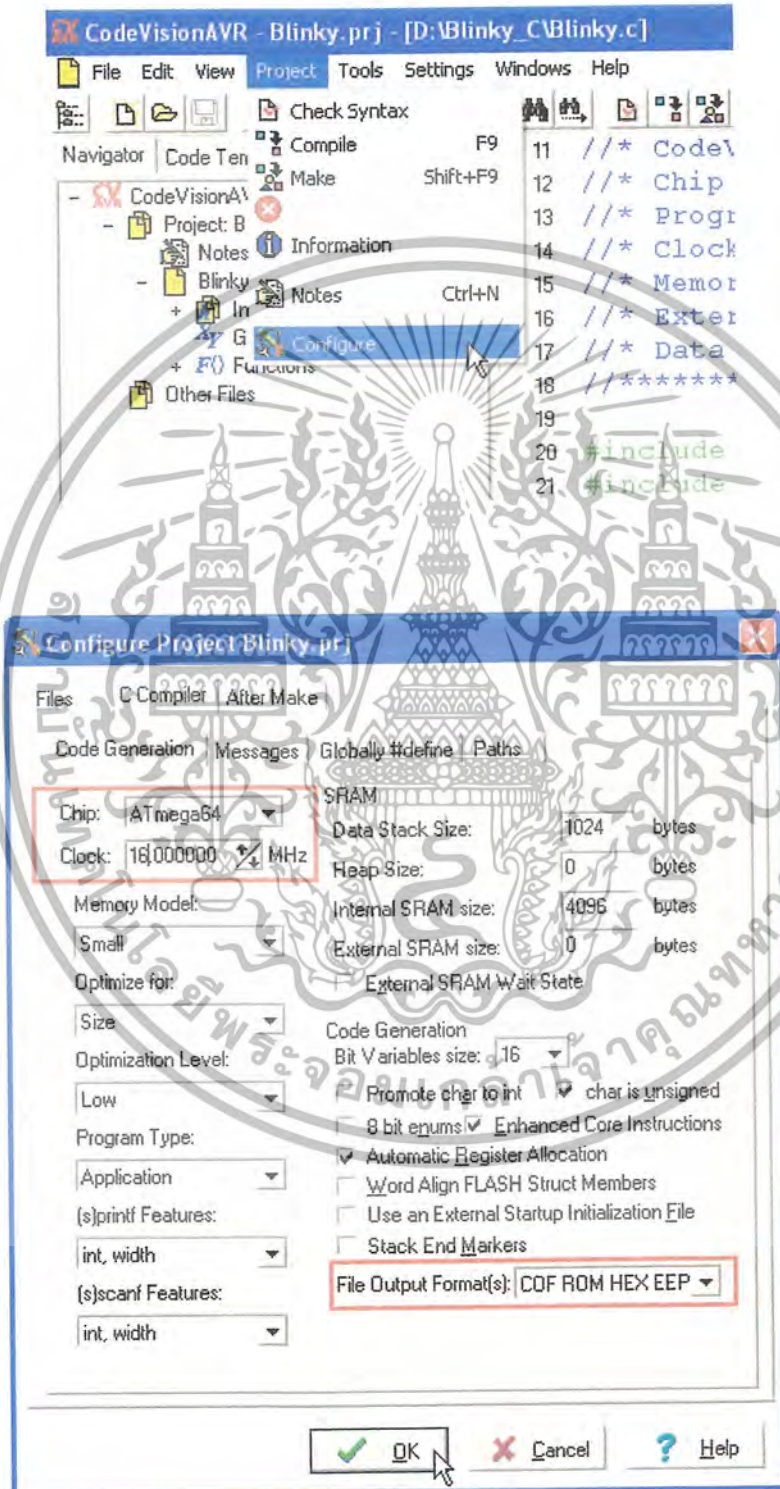 CodeVisionAVR - Blinky.prj - [D:\Blinky_C\Blinky.c]
File Edit View Project Tools Settings Windows Help
Check Syntax
Navigator Code Ten
Compile F9
Make Shift+F9
Information
Notes Ctrl+N
Configure
CodeVisionA
Project: B
Notes
Blinky
In
G
F() Functions
Other Files
11 //* Code
12 //* Chip
13 //* Progr
14 //* Clock
15 //* Memor
16 //* Exter
17 //* Data
18 //*******
19
20 #include
21 #include
Configure Project Blinky.prj
Files C Compiler After Make
Code Generation Messages Globally #define Paths
Chip: ATmega64
Clock: 16.000000 MHz
Memory Model:
Small
Optimize for:
Size
Optimization Level:
Low
Program Type:
Application
(s)printf Features:
int, width
(s)scanf Features:
int, width
SRAM
Data Stack Size: 1024 bytes
Heap Size: 0 bytes
Internal SRAM size: 4096 bytes
External SRAM size: 0 bytes
External SRAM Wait State
Code Generation
Bit Variables size: 16
Promote char to int char is unsigned
8 bit enums Enhanced Core Instructions
Automatic Register Allocation
Word Align FLASH Struct Members
Use an External Startup Initialization File
Stack End Markers
File Output Format(s): COF ROM HEX EEP
OK Cancel Help